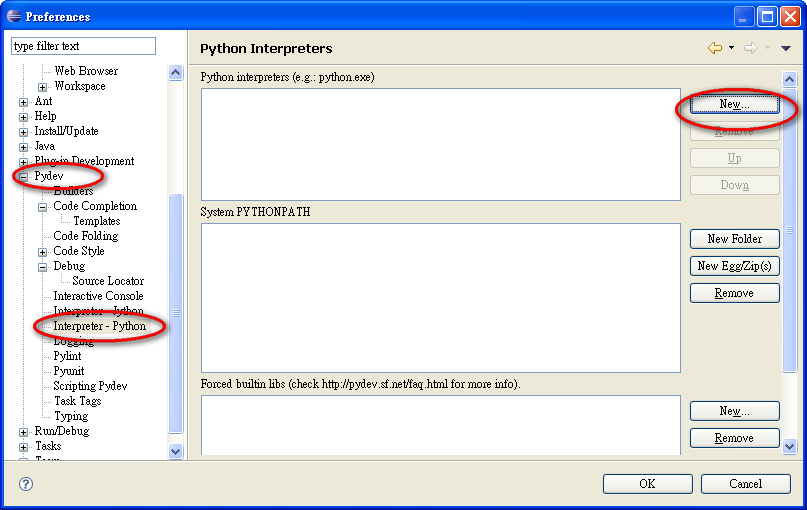 Preferences
type filter text
Web Browser
Workspace
Ant
Help
Install/Update
Java
Plug-in Development
Pydev
Builders
Code Completion
Templates
Code Folding
Code Style
Debug
Source Locator
Interactive Console
Interpreter - Jython
Interpreter - Python
Logging
Pylint
Pyunit
Scripting Pydev
Task Tags
Typing
Run/Debug
Tasks
Team
Python Interpreters
Python interpreters (e.g.: python.exe)
New...
Remove
Up
Down
System PYTHONPATH
New Folder
New Egg/Zip(s)
Remove
Forced builtin libs (check http://pydev.sf.net/faq.html for more info).
New...
Remove
?
OK
Cancel